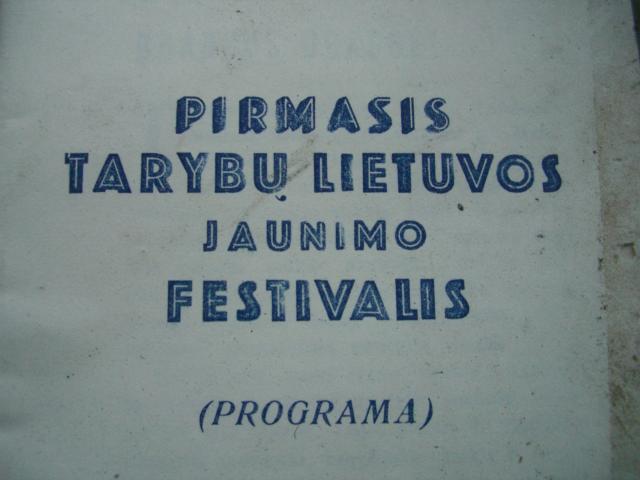 PIRMASIS
TARYBŲ LIETUVOS
JAUNIMO
FESTIVALIS
(PROGRAMA)